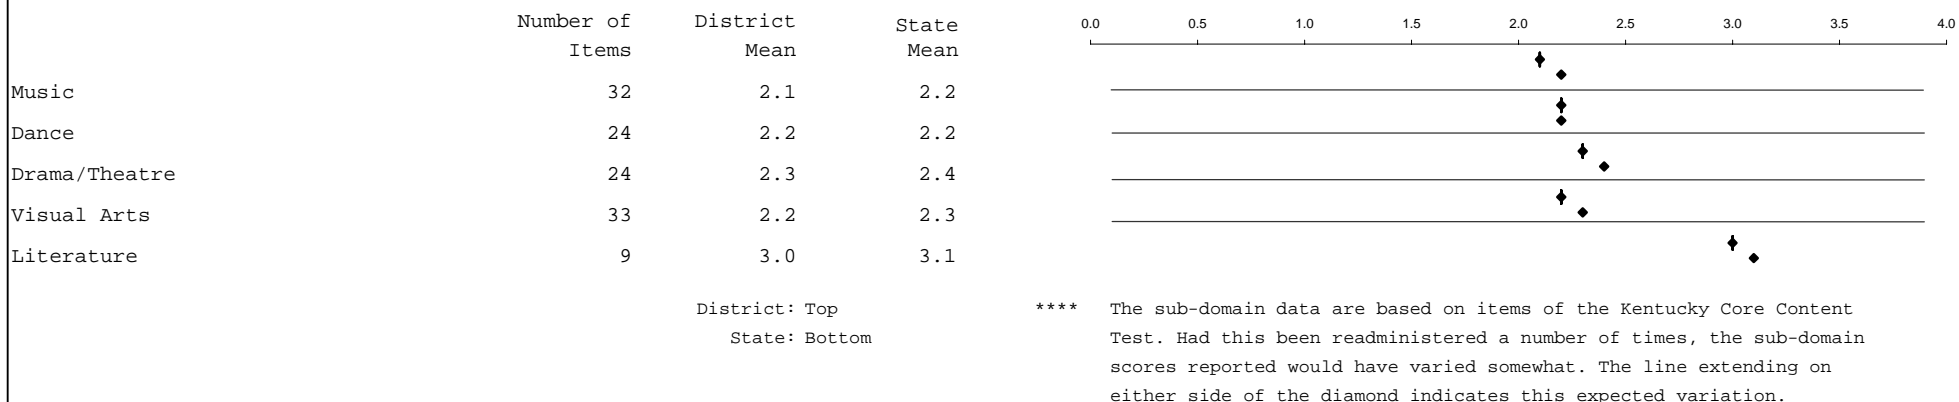 Number of District State 0.0 0.5 1.0 1.5 2.0 2.5 3.0 3.5 4.0
Items Mean Mean
Music 32 2.1 2.2
Dance 24 2.2 2.2
Drama/Theatre 24 2.3 2.4
Visual Arts 33 2.2 2.3
Literature 9 3.0 3.1
District: Top **** The sub-domain data are based on items of the Kentucky Core Content
State: Bottom Test. Had this been readministered a number of times, the sub-domain
scores reported would have varied somewhat. The line extending on
either side of the diamond indicates this expected variation.